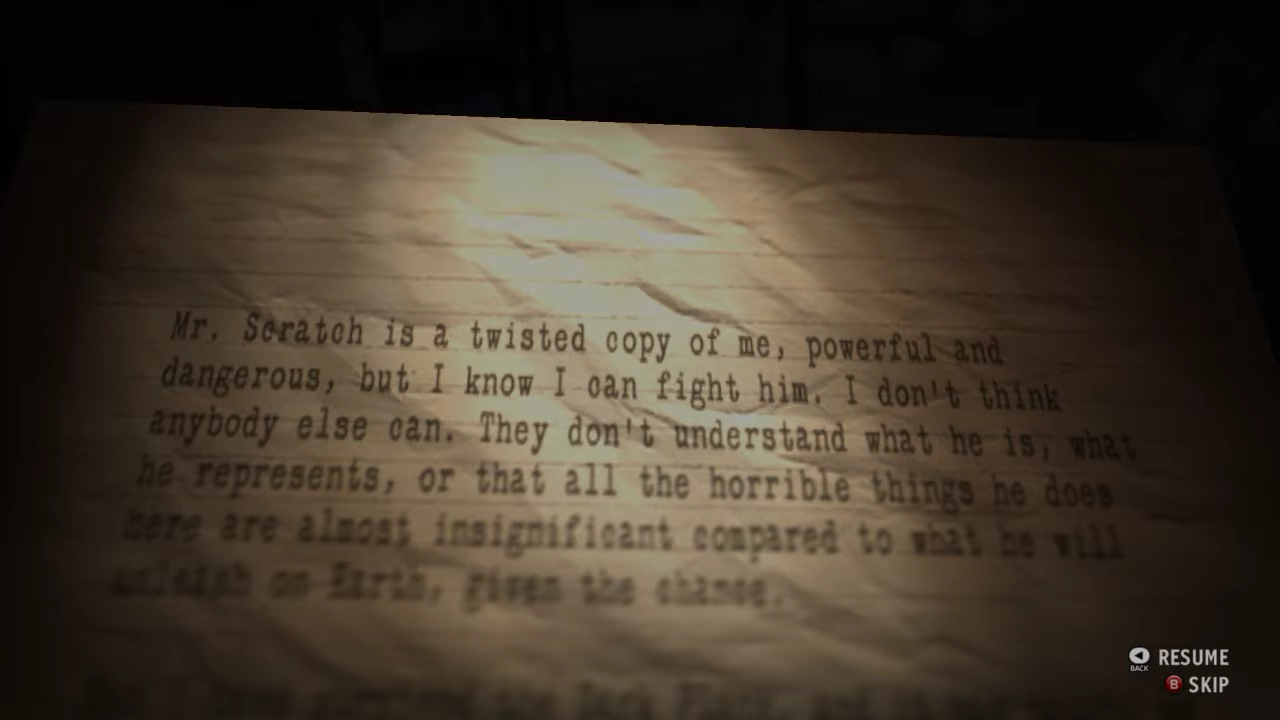 Mr. Scratch is a twisted copy of me, powerful and
dangerous, but I know I can fight him. I don't think
anybody else can. They don't understand what he is, what
he represents, or that all the horrible things he does
here are almost insignificant compared to what he will
unleash on Earth, given the chance.
RESUME
BACK
B SKIP